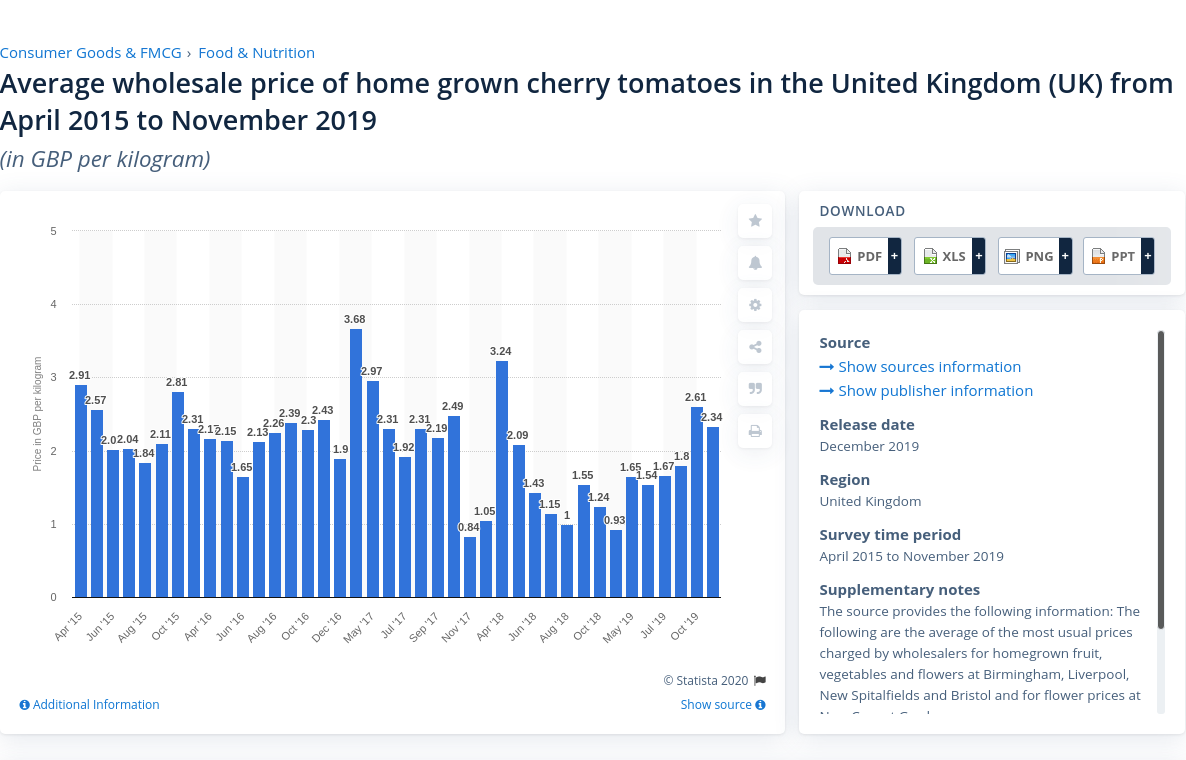 Consumer Goods & FMCG › Food & Nutrition
Average wholesale price of home grown cherry tomatoes in the United Kingdom (UK) from
April 2015 to November 2019
(in GBP per kilogram)
Price in GBP per kilogram
5
4
3
2
1
0
2.91
2.57
2.0
2.04
1.84
2.11
2.81
2.31
2.17
2.15
1.65
2.13
2.26
2.39
2.3
2.43
1.9
3.68
2.97
2.31
1.92
2.31
2.19
2.49
0.84
1.05
3.24
2.09
1.43
1.15
1
1.55
1.24
0.93
1.65
1.54
1.67
1.8
2.61
2.34
Apr '15
Jun '15
Aug '15
Oct '15
Apr '16
Jun '16
Aug '16
Oct '16
Dec '16
May '17
Jul '17
Sep '17
Nov '17
Apr '18
Jun '18
Aug '18
Oct '18
May '19
Jul '19
Oct '19
© Statista 2020
Additional Information
Show source
DOWNLOAD
PDF +
XLS +
PNG +
PPT +
Source
Show sources information
Show publisher information
Release date
December 2019
Region
United Kingdom
Survey time period
April 2015 to November 2019
Supplementary notes
The source provides the following information: The
following are the average of the most usual prices
charged by wholesalers for homegrown fruit,
vegetables and flowers at Birmingham, Liverpool,
New Spitalfields and Bristol and for flower prices at